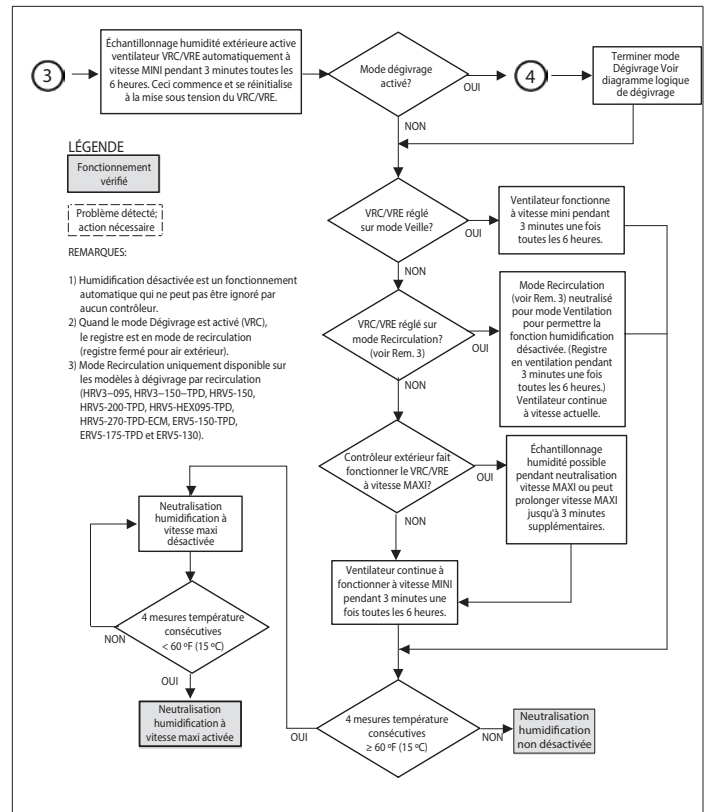 3
Échantillonnage humidité extérieure active
ventilateur VRC/VRE automatiquement à
vitesse MINI pendant 3 minutes toutes les
6 heures. Ceci commence et se réinitialise
à la mise sous tension du VRC/VRE.
Mode dégivrage
activé?
OUI
4
Terminer mode
Dégivrage Voir
diagramme logique
de dégivrage
NON
LÉGENDE
Fonctionnement
vérifié
Problème détecté;
action nécessaire
REMARQUES:
1) Humidification désactivée est un fonctionnement
automatique qui ne peut pas être ignoré par
aucun contrôleur.
2) Quand le mode Dégivrage est activé (VRC),
le registre est en mode de recirculation
(registre fermé pour air extérieur).
3) Mode Recirculation uniquement disponible sur
les modèles à dégivrage par recirculation
(HRV3–095, HRV3–150–TPD, HRV5-150,
HRV5-200-TPD, HRV5-HEX095-TPD,
HRV5-270-TPD-ECM, ERV5-150-TPD,
ERV5-175-TPD et ERV5-130).
VRC/VRE réglé
sur mode Veille?
OUI
Ventilateur fonctionne
à vitesse mini pendant
3 minutes une fois
toutes les 6 heures.
NON
VRC/VRE réglé sur
mode Recirculation?
(voir Rem. 3)
OUI
Mode Recirculation
(voir Rem. 3) neutralisé
pour mode Ventilation
pour permettre la
fonction humidification
désactivée. (Registre
en ventilation pendant
3 minutes une fois
toutes les 6 heures.)
Ventilateur continue
à vitesse actuelle.
NON
Contrôleur extérieur fait
fonctionner le VRC/VRE
à vitesse MAXI?
OUI
Échantillonnage
humidité possible
pendant neutralisation
vitesse MAXI ou peut
prolonger vitesse MAXI
jusqu'à 3 minutes
supplémentaires.
NON
Ventilateur continue à
fonctionner à vitesse MINI
pendant 3 minutes une
fois toutes les 6 heures.
4 mesures température
consécutives
≥ 60 ºF (15 ºC)
NON
Neutralisation
humidification
non désactivée
OUI
Neutralisation
humidification à
vitesse maxi
désactivée
4 mesures température
consécutives
< 60 ºF (15 ºC)
NON
OUI
Neutralisation
humidification à
vitesse maxi activée